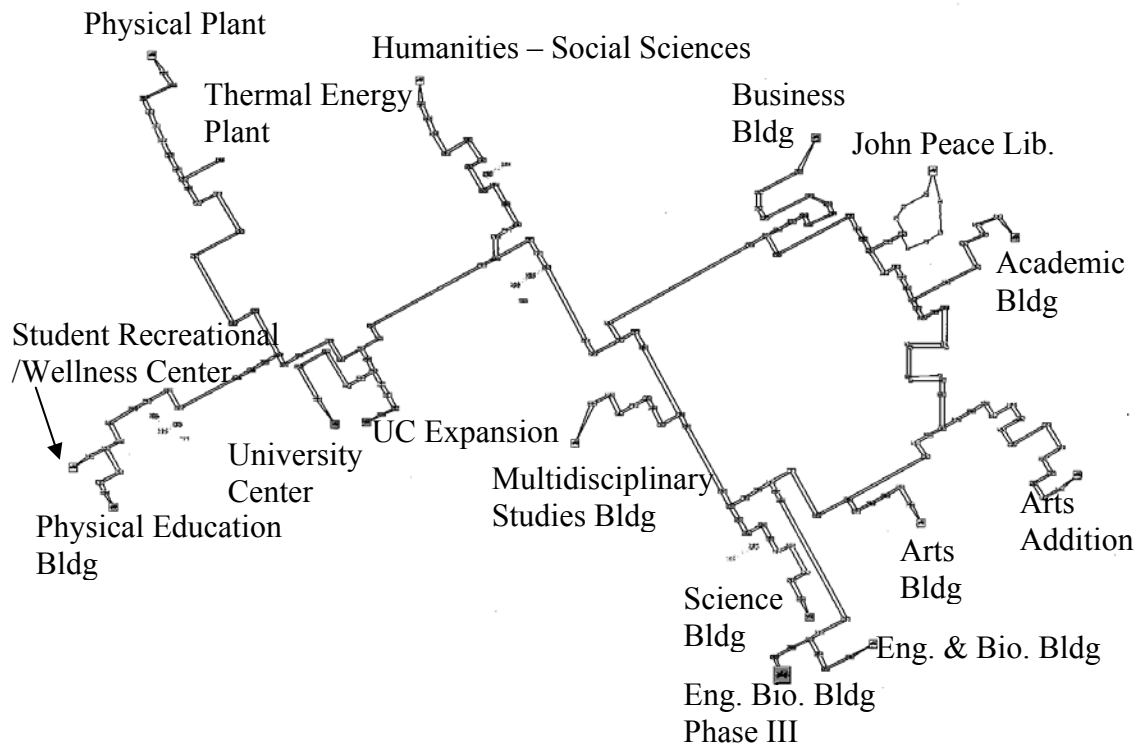 Physical Plant
Humanities – Social Sciences
Thermal Energy
Plant
Business
Bldg
John Peace Lib.
Academic
Bldg
Student Recreational
/Wellness Center
UC Expansion
University
Center
Multidisciplinary
Studies Bldg
Physical Education
Bldg
Arts
Addition
Arts
Bldg
Science
Bldg
Eng. & Bio. Bldg
Eng. Bio. Bldg
Phase III